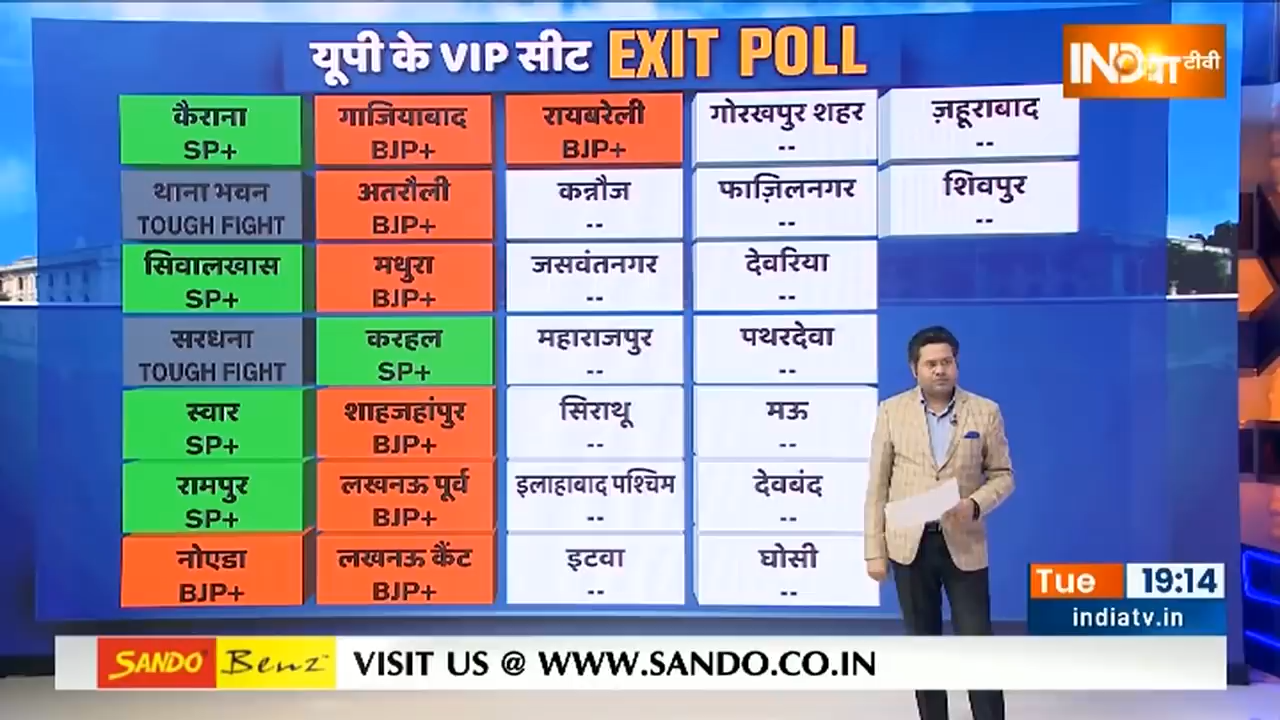 यूपी के VIP सीट EXIT POLL
INDIA टीवी
कैराना
SP+
थाना भवन
TOUGH FIGHT
सिवालखास
SP+
सरधना
TOUGH FIGHT
स्वार
SP+
रामपुर
SP+
नोएडा
BJP+
गाजियाबाद
BJP+
अतरौली
BJP+
मथुरा
BJP+
करहल
SP+
शाहजहांपुर
BJP+
लखनऊ पूर्व
BJP+
लखनऊ कैंट
BJP+
रायबरेली
BJP+
कन्नौज
--
जसवंतनगर
--
महाराजपुर
--
सिराथू
--
इलाहाबाद पश्चिम
--
इटवा
--
गोरखपुर शहर
--
फाज़िलनगर
--
देवरिया
--
पथरदेवा
--
मऊ
--
देवबंद
--
घोसी
--
ज़हूराबाद
--
शिवपुर
--
Tue 19:14
indiatv.in
SANDO Benz VISIT US @ WWW.SANDO.CO.IN